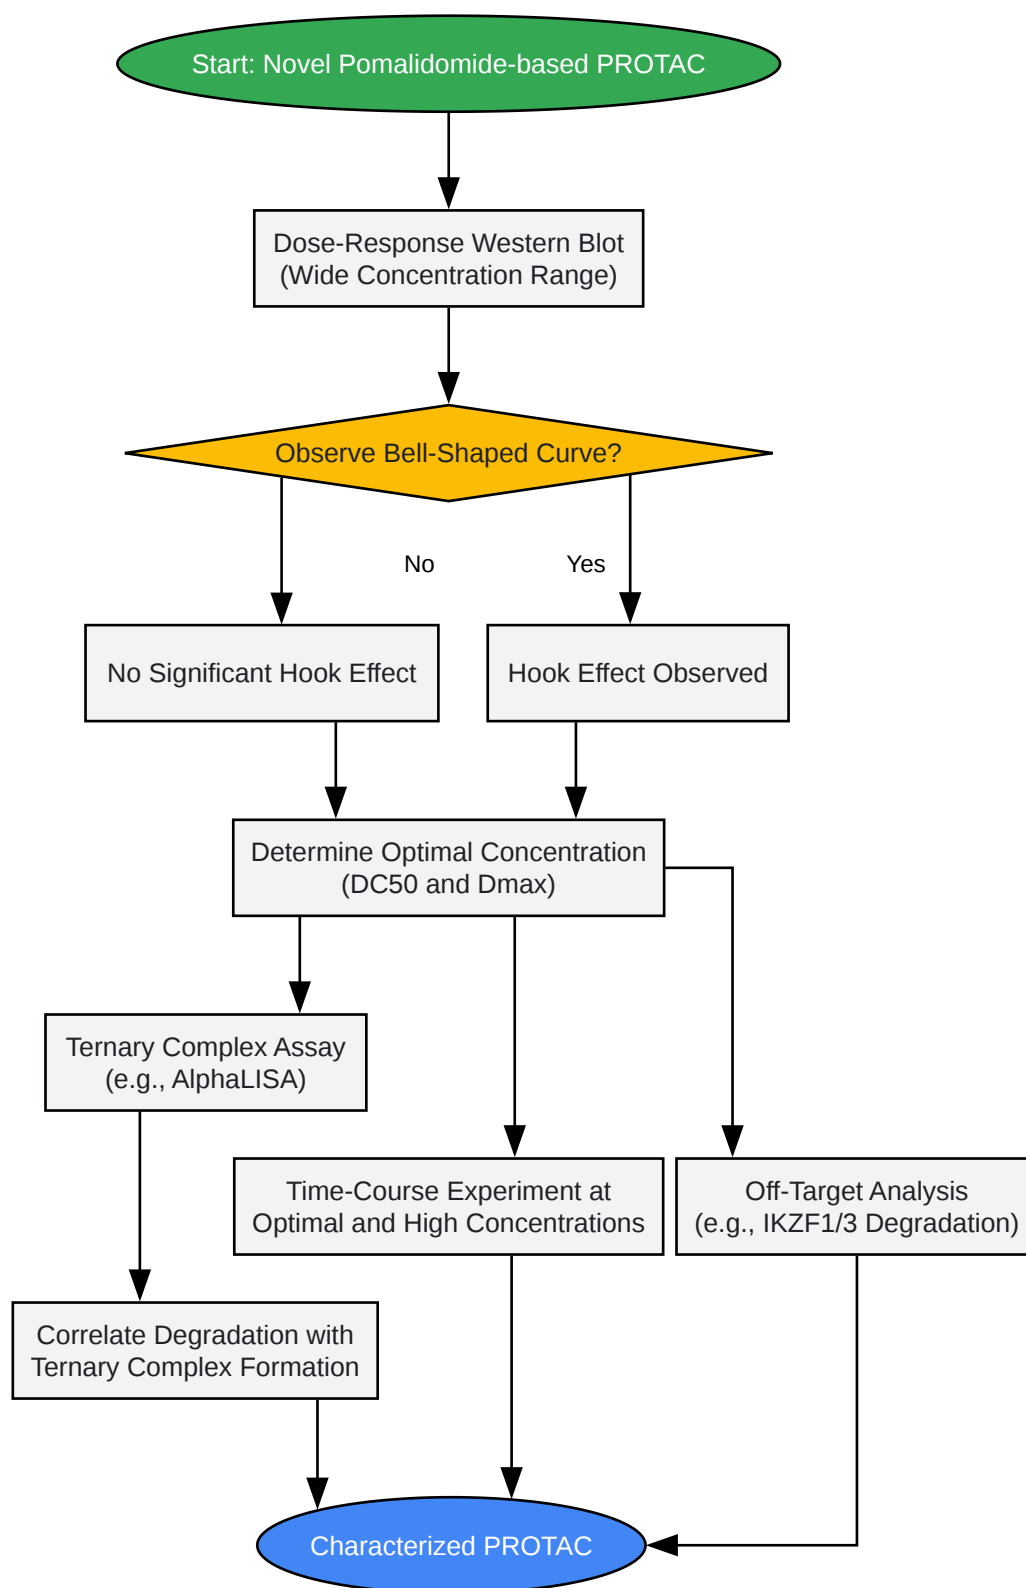 Start: Novel Pomalidomide-based PROTAC
Dose-Response Western Blot
(Wide Concentration Range)
Observe Bell-Shaped Curve?
No
Yes
No Significant Hook Effect
Hook Effect Observed
Determine Optimal Concentration
(DC50 and Dmax)
Ternary Complex Assay
(e.g., AlphaLISA)
Time-Course Experiment at
Optimal and High Concentrations
Off-Target Analysis
(e.g., IKZF1/3 Degradation)
Correlate Degradation with
Ternary Complex Formation
Characterized PROTAC